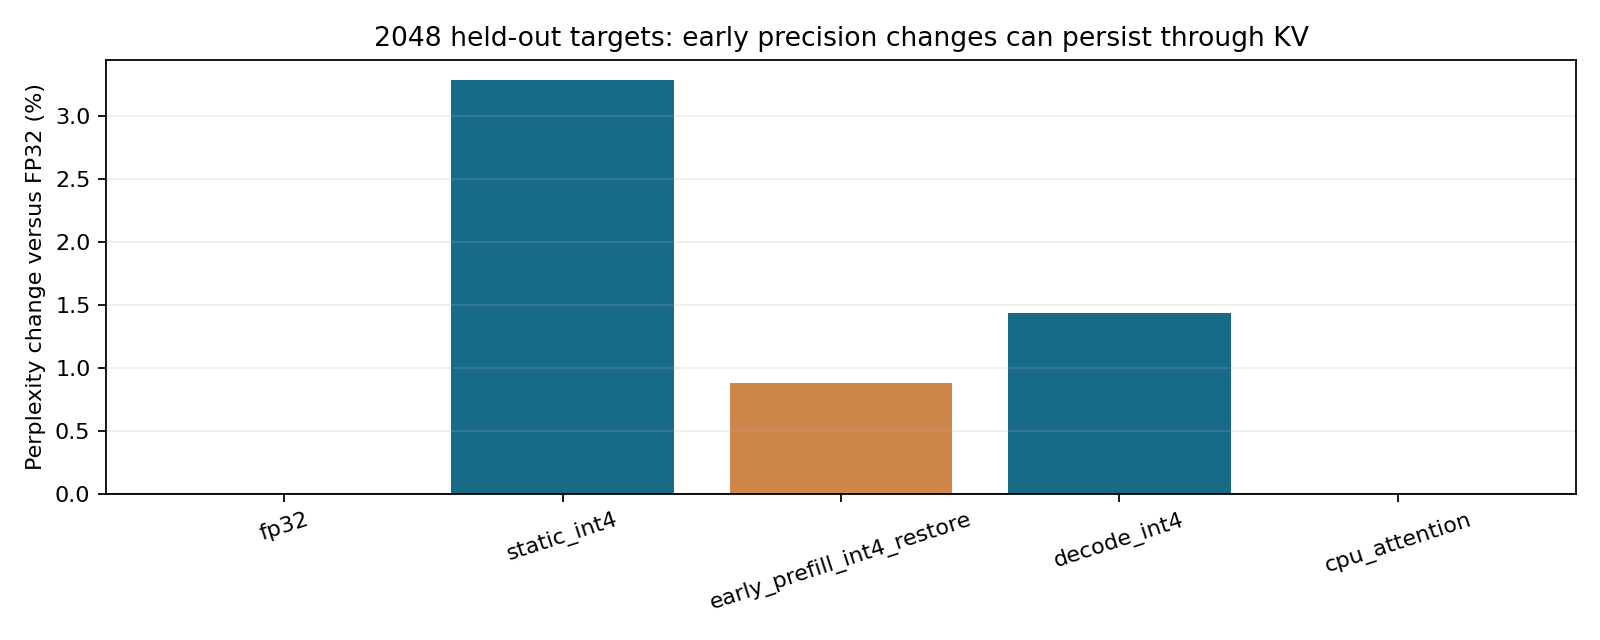 2048 held-out targets: early precision changes can persist through KV
Perplexity change versus FP32 (%)
3.0
2.5
2.0
1.5
1.0
0.5
0.0
fp32
static_int4
early_prefill_int4_restore
decode_int4
cpu_attention